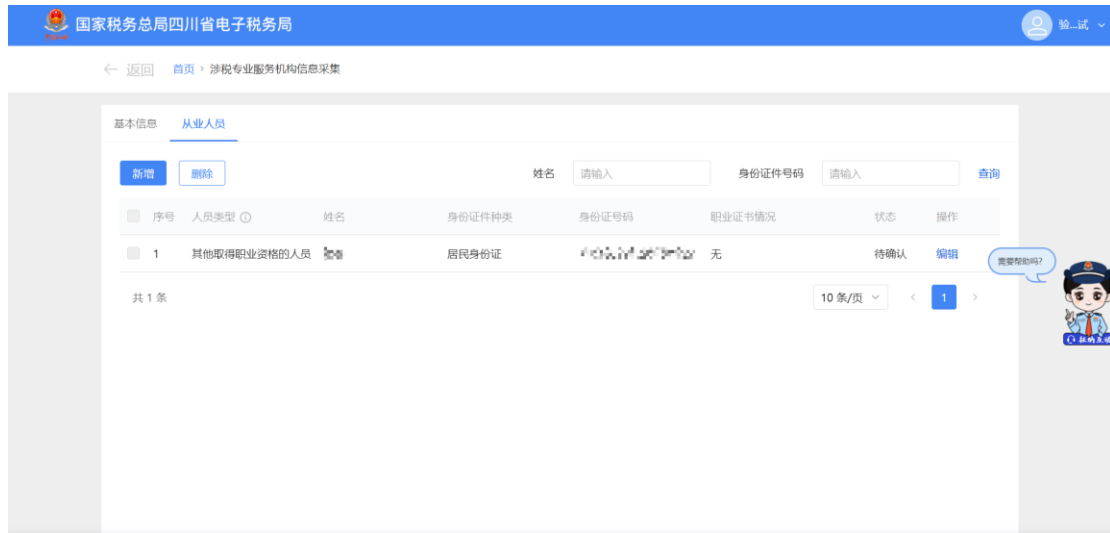 国家税务总局四川省电子税务局 验...试
返回 首页 › 涉税专业服务机构信息采集
基本信息 从业人员
新增 删除 姓名 请输入 身份证件号码 请输入 查询
序号 人员类型 姓名 身份证件种类 身份证号码 职业证书情况 状态 操作
1 其他取得职业资格的人员 居民身份证 无 待确认 编辑
需要帮助吗?
共 1 条 10 条/页 1
征纳互动